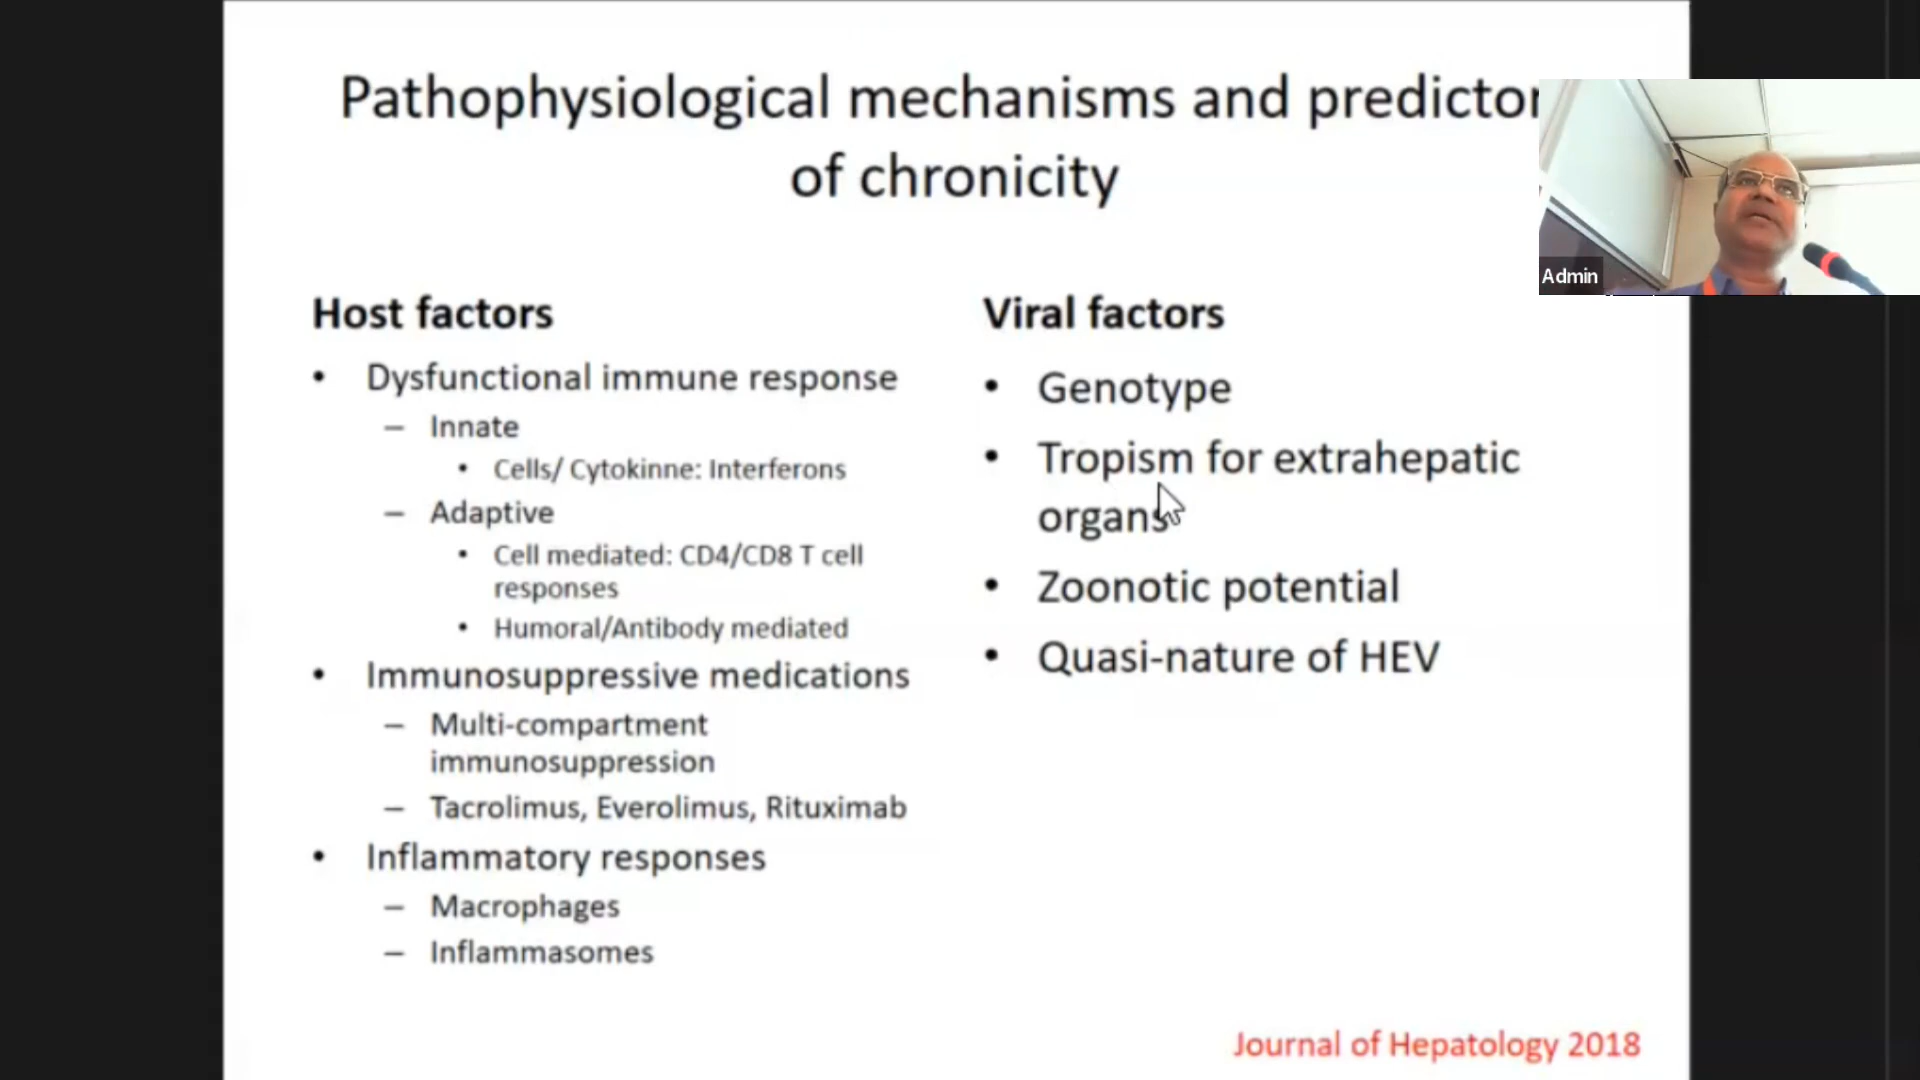 Pathophysiological mechanisms and predictor
of chronicity
Admin
Host factors
• Dysfunctional immune response
– Innate
• Cells/ Cytokinne: Interferons
– Adaptive
• Cell mediated: CD4/CD8 T cell
responses
• Humoral/Antibody mediated
• Immunosuppressive medications
– Multi-compartment
immunosuppression
– Tacrolimus, Everolimus, Rituximab
• Inflammatory responses
– Macrophages
– Inflammasomes
Viral factors
• Genotype
• Tropism for extrahepatic
organs
• Zoonotic potential
• Quasi-nature of HEV
Journal of Hepatology 2018